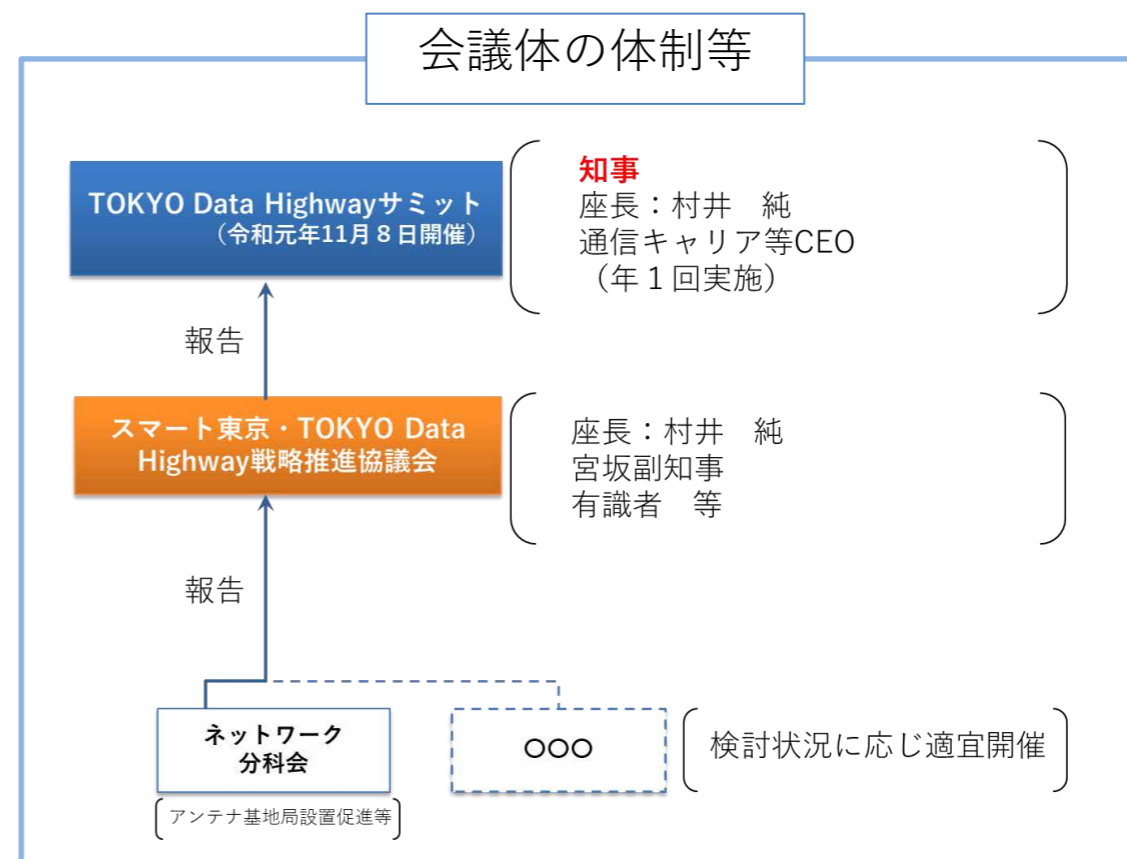 会議体の体制等
TOKYO Data Highwayサミット
（令和元年11月８日開催）
知事
座長：村井　純
通信キャリア等CEO
（年１回実施）
報告
スマート東京・TOKYO Data
Highway戦略推進協議会
座長：村井　純
宮坂副知事
有識者　等
報告
ネットワーク
分科会
アンテナ基地局設置促進等
○○○
検討状況に応じ適宜開催